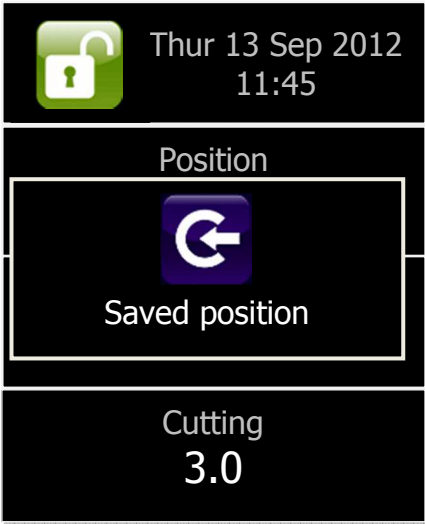 Thur 13 Sep 2012
11:45
Position
Saved position
Cutting
3.0